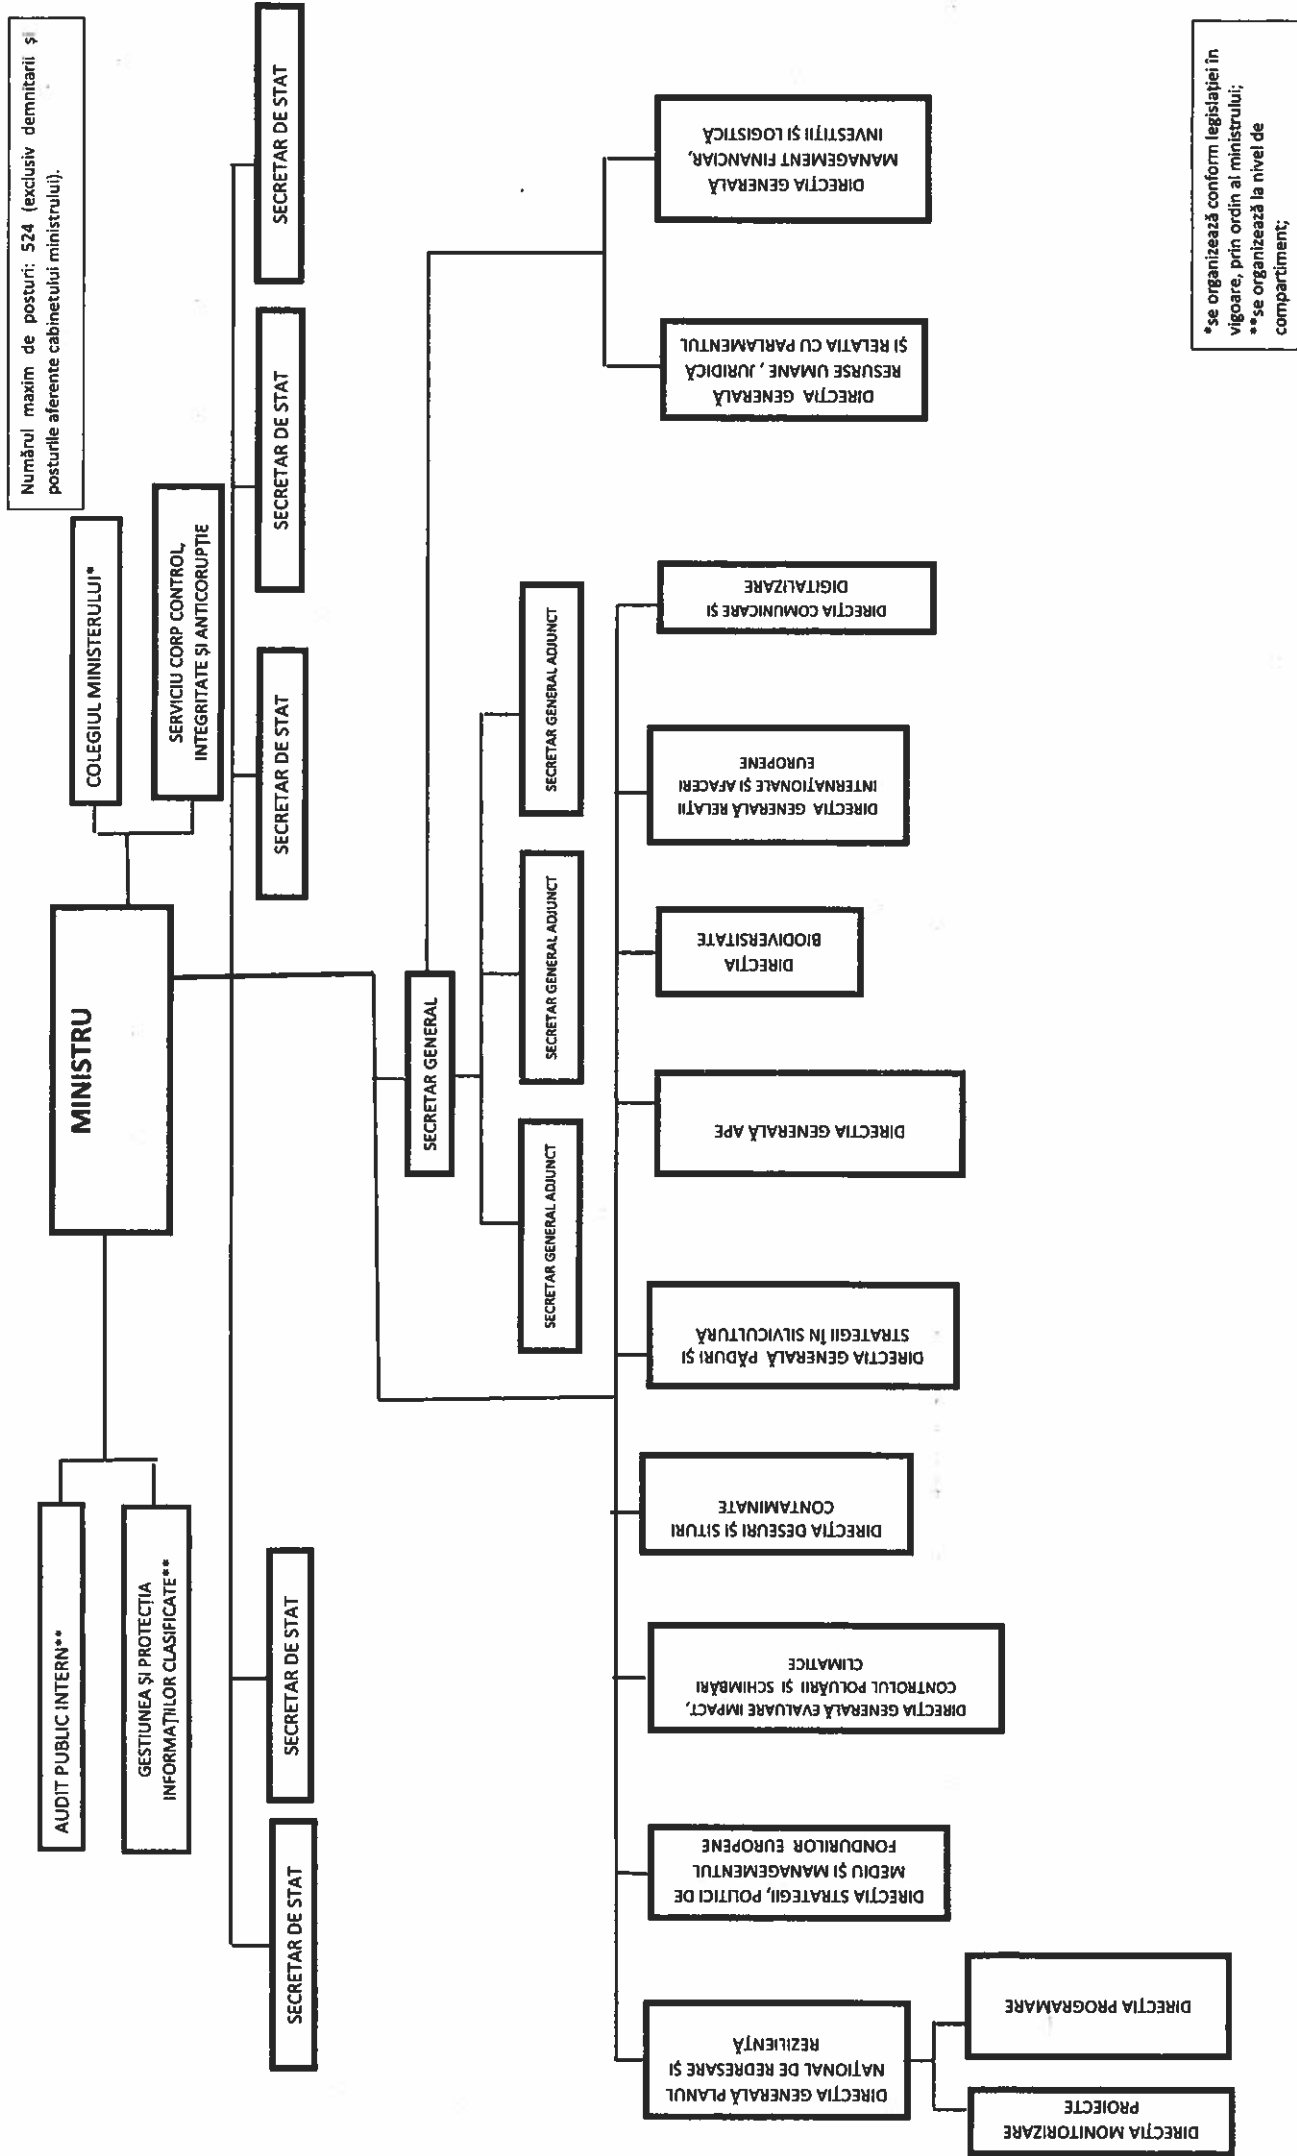 Numărul maxim de posturi: 524 (exclusiv demnitarii și
posturile aferente cabinetului ministrului).
MINISTRU
COLEGIUL MINISTERULUI*
SERVICIU CORP CONTROL,
INTEGRITATE ȘI ANTICORUPȚIE
AUDIT PUBLIC INTERN**
GESTIUNEA ȘI PROTECȚIA
INFORMAȚIILOR CLASIFICATE**
SECRETAR DE STAT
SECRETAR DE STAT
SECRETAR DE STAT
SECRETAR DE STAT
SECRETAR DE STAT
SECRETAR GENERAL
SECRETAR GENERAL ADJUNCT
SECRETAR GENERAL ADJUNCT
SECRETAR GENERAL ADJUNCT
DIRECȚIA GENERALĂ PLANUL
NAȚIONAL DE REDRESARE ȘI
REZILIENȚĂ
DIRECȚIA STRATEGII, POLITICI DE
MEDIU ȘI MANAGEMENTUL
FONDURILOR EUROPENE
DIRECȚIA GENERALĂ EVALUARE IMPACT,
CONTROLUL POLUĂRII ȘI SCHIMBĂRI
CLIMATICE
DIRECȚIA DESEURI ȘI SITURI
CONTAMINATE
DIRECȚIA GENERALĂ PĂDURI ȘI
STRATEGII ÎN SILVICULTURĂ
DIRECȚIA GENERALĂ APE
DIRECȚIA
BIODIVERSITATE
DIRECȚIA GENERALĂ RELAȚII
INTERNAȚIONALE ȘI AFACERI
EUROPENE
DIRECȚIA COMUNICARE ȘI
DIGITALIZARE
DIRECȚIA GENERALĂ
RESURSE UMANE , JURIDICĂ
ȘI RELATIA CU PARLAMENTUL
DIRECȚIA GENERALĂ
MANAGEMENT FINANCIAR,
INVESTIȚII ȘI LOGISTICĂ
DIRECȚIA MONITORIZARE
PROIECTE
DIRECȚIA PROGRAMARE
*se organizează conform legislației în
vigoare, prin ordin al ministrului;
**se organizează la nivel de
compartiment;